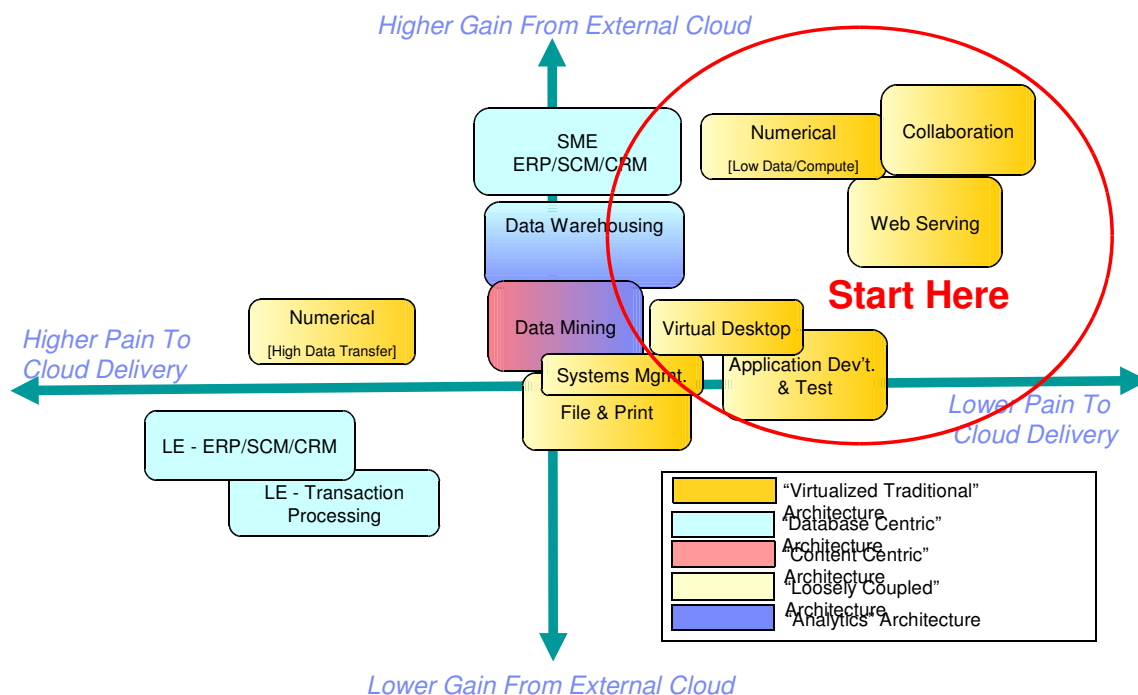 Higher Gain From External Cloud
SME
ERP/SCM/CRM
Numerical
[Low Data/Compute]
Collaboration
Data Warehousing
Web Serving
Start Here
Numerical
[High Data Transfer]
Data Mining
Virtual Desktop
Higher Pain To
Cloud Delivery
Systems Mgmt.
Application Dev't.
& Test
File & Print
Lower Pain To
Cloud Delivery
LE - ERP/SCM/CRM
LE - Transaction
Processing
“Virtualized Traditional”
Architecture
“Database Centric”
Architecture
“Content Centric”
Architecture
“Loosely Coupled”
Architecture
“Analytics” Architecture
Lower Gain From External Cloud